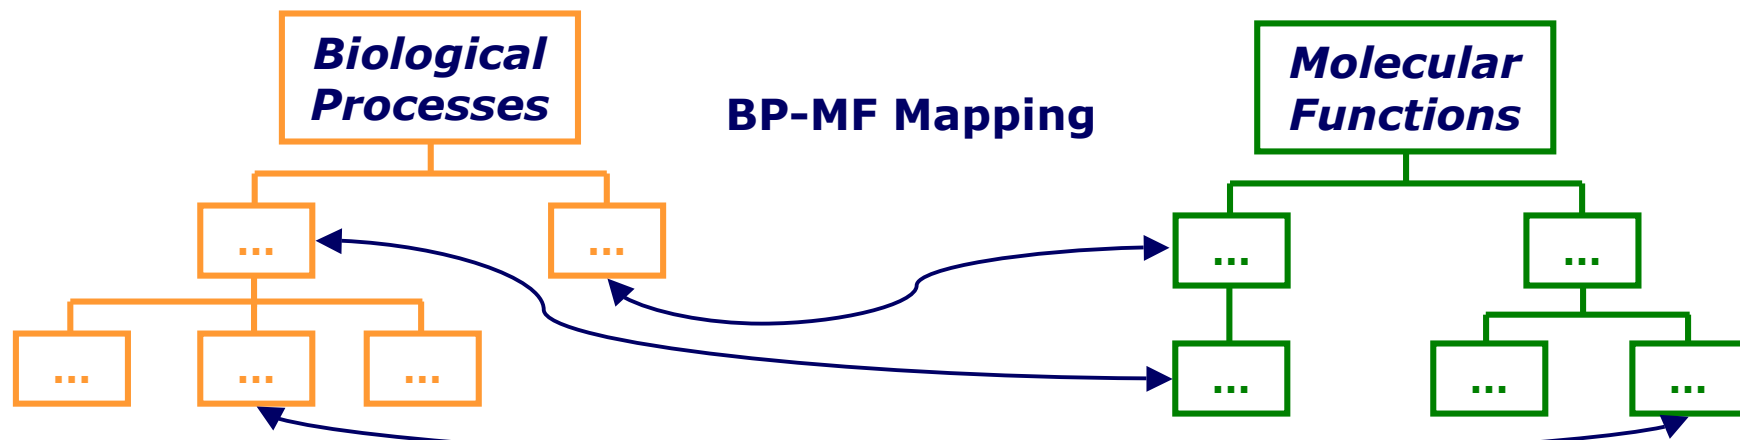 Biological
Processes
BP-MF Mapping
Molecular
Functions
... ... ... ...
... ... ... ... ... ...